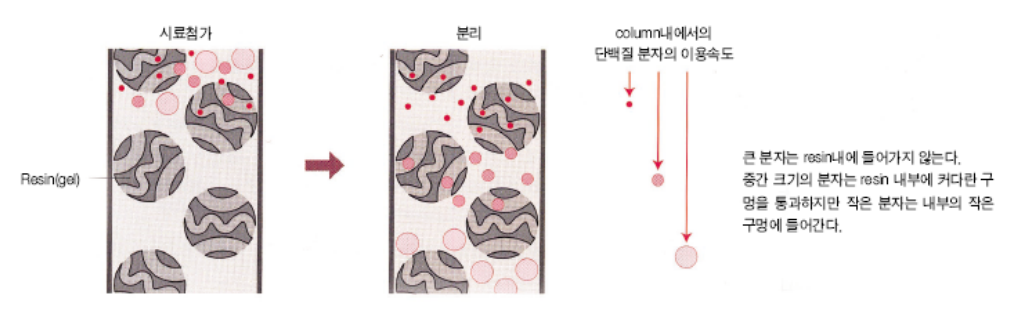 시료첨가
분리
column내에서의
단백질 분자의 이용속도
Resin(gel)
큰 분자는 resin내에 들어가지 않는다.
중간 크기의 분자는 resin 내부에 커다란 구
멍을 통과하지만 작은 분자는 내부의 작은
구멍에 들어간다.